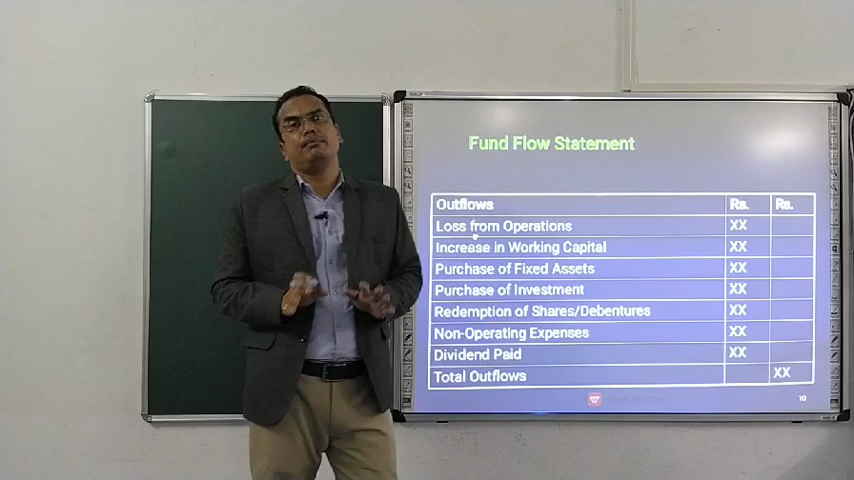 Fund Flow Statement
Outflows Rs. Rs.
Loss from Operations XX
Increase in Working Capital XX
Purchase of Fixed Assets XX
Purchase of Investment XX
Redemption of Shares/Debentures XX
Non-Operating Expenses XX
Dividend Paid XX
Total Outflows XX
10